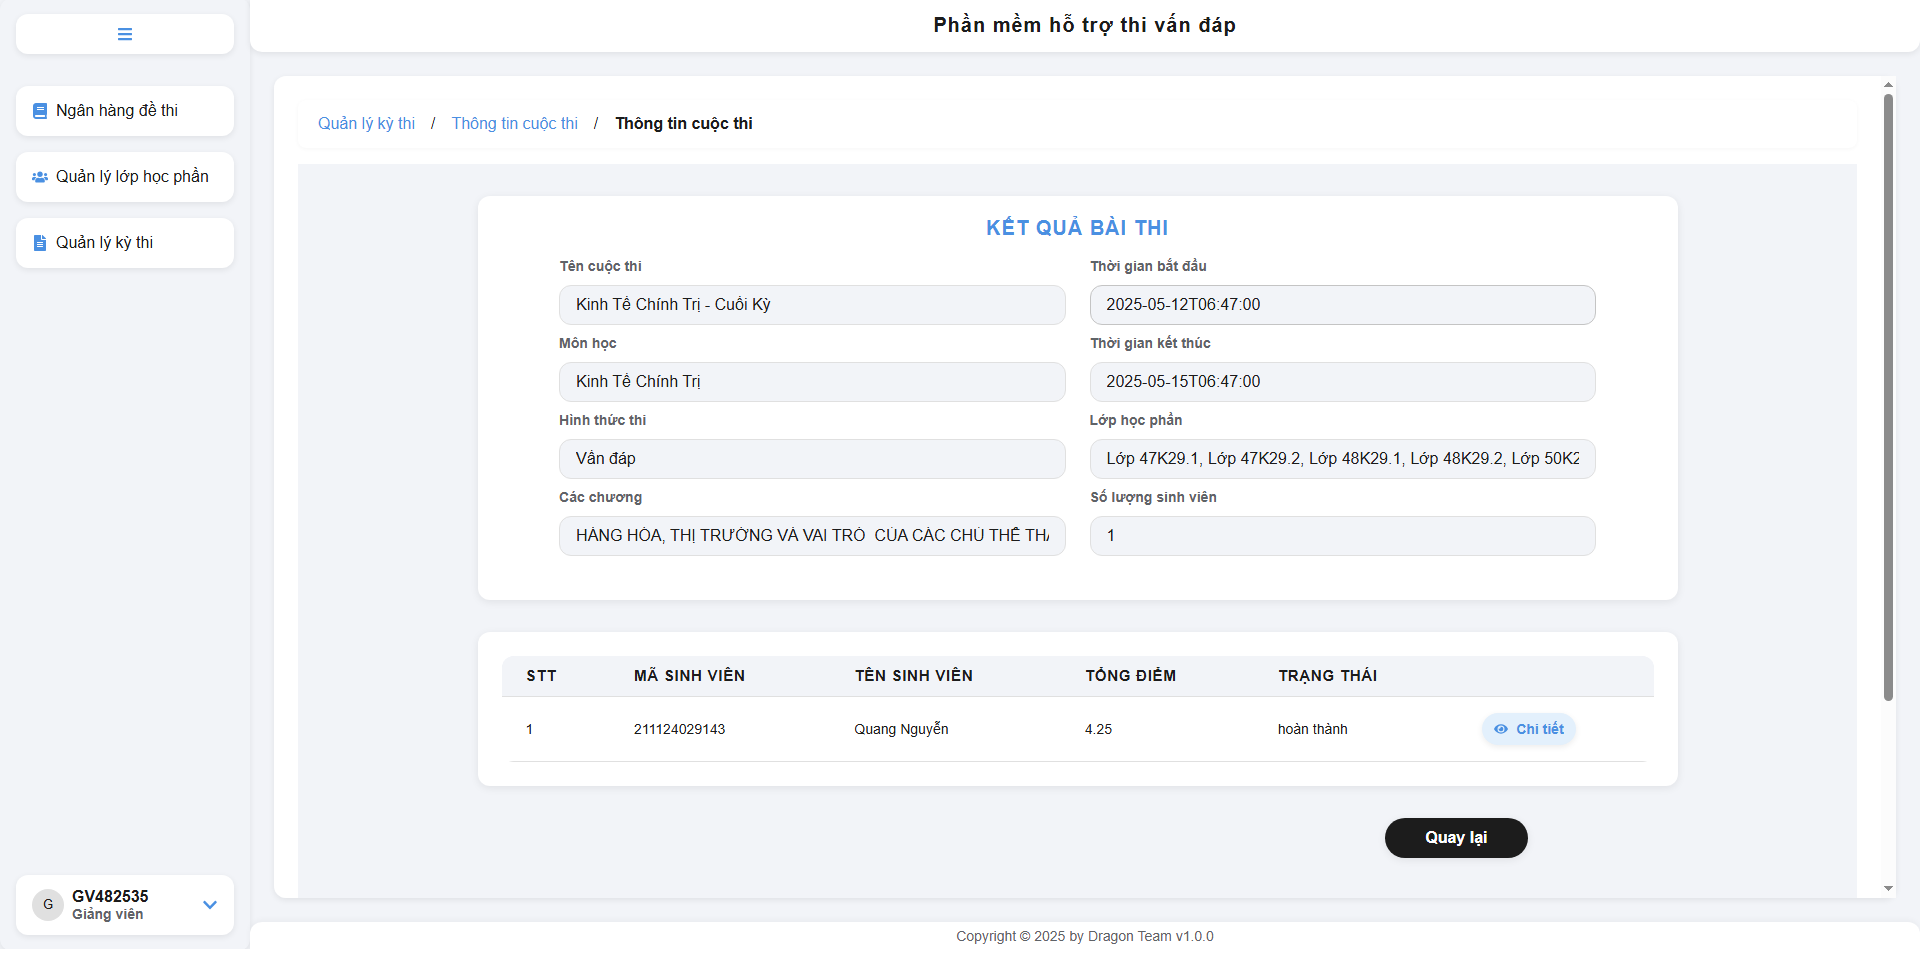 Phần mềm hỗ trợ thi vấn đáp
Ngân hàng đề thi
Quản lý lớp học phần
Quản lý kỳ thi
Quản lý kỳ thi / Thông tin cuộc thi / Thông tin cuộc thi
KẾT QUẢ BÀI THI
Tên cuộc thi
Kinh Tế Chính Trị - Cuối Kỳ
Thời gian bắt đầu
2025-05-12T06:47:00
Môn học
Kinh Tế Chính Trị
Thời gian kết thúc
2025-05-15T06:47:00
Hình thức thi
Vấn đáp
Lớp học phần
Lớp 47K29.1, Lớp 47K29.2, Lớp 48K29.1, Lớp 48K29.2, Lớp 50K2
Các chương
HÀNG HÓA, THỊ TRƯỜNG VÀ VAI TRÒ CỦA CÁC CHỦ THỂ THA
Số lượng sinh viên
1
STT MÃ SINH VIÊN TÊN SINH VIÊN TỔNG ĐIỂM TRẠNG THÁI
1 211124029143 Quang Nguyễn 4.25 hoàn thành Chi tiết
Quay lại
G
GV482535
Giảng viên
Copyright © 2025 by Dragon Team v1.0.0